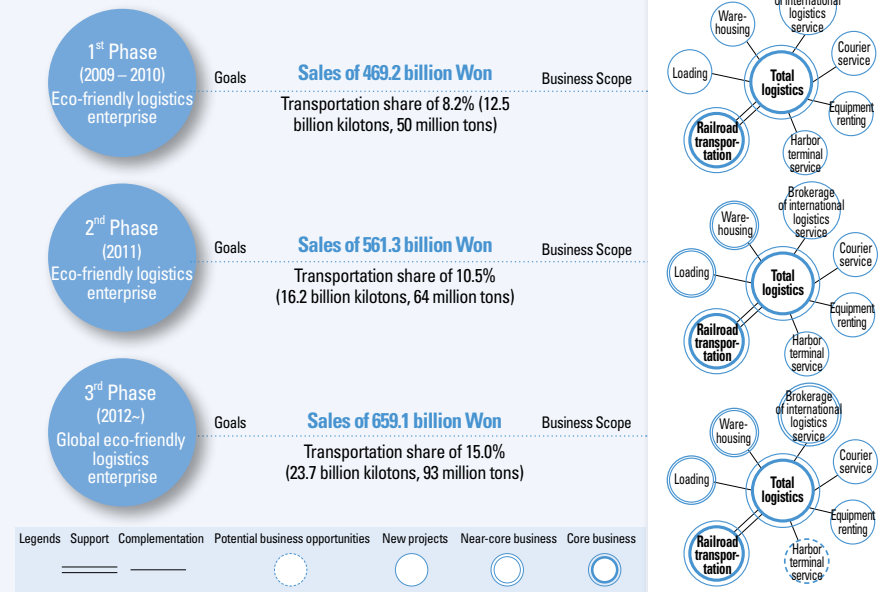 1st Phase
(2009 – 2010)
Eco-friendly logistics
enterprise
Goals
Sales of 469.2 billion Won
Transportation share of 8.2% (12.5
billion kilotons, 50 million tons)
Business Scope
of international
logistics
service
Ware-
housing
Courier
service
Loading
Total
logistics
Equipment
renting
Railroad
transpor-
tation
Harbor
terminal
service
2nd Phase
(2011)
Eco-friendly logistics
enterprise
Goals
Sales of 561.3 billion Won
Transportation share of 10.5%
(16.2 billion kilotons, 64 million tons)
Business Scope
Brokerage
of international
logistics
service
Ware-
housing
Courier
service
Loading
Total
logistics
Equipment
renting
Railroad
transpor-
tation
Harbor
terminal
service
3rd Phase
(2012~)
Global eco-friendly
logistics
enterprise
Goals
Sales of 659.1 billion Won
Transportation share of 15.0%
(23.7 billion kilotons, 93 million tons)
Business Scope
Brokerage
of international
logistics
service
Ware-
housing
Courier
service
Loading
Total
logistics
Equipment
renting
Railroad
transpor-
tation
Harbor
terminal
service
Legends Support Complementation Potential business opportunities New projects Near-core business Core business